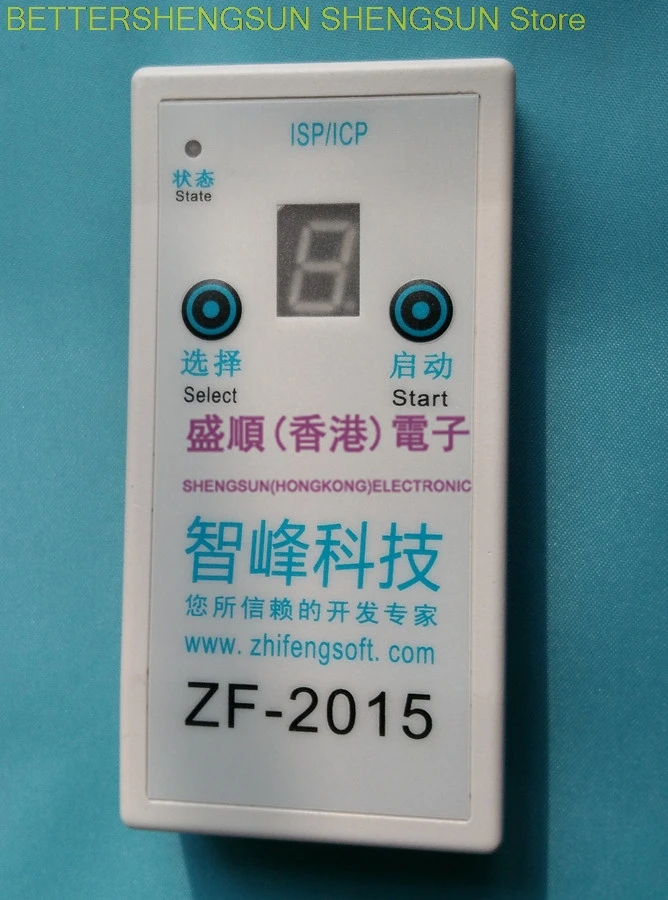 BETTERSHENGSUN SHENGSUN Store
ISP/ICP
状态
State
选择
Select
启动
Start
盛順(香港)電子
SHENGSUN(HONGKONG)ELECTRONIC
智峰科技
您所信赖的开发专家
www.zhifengsoft.com
ZF-2015